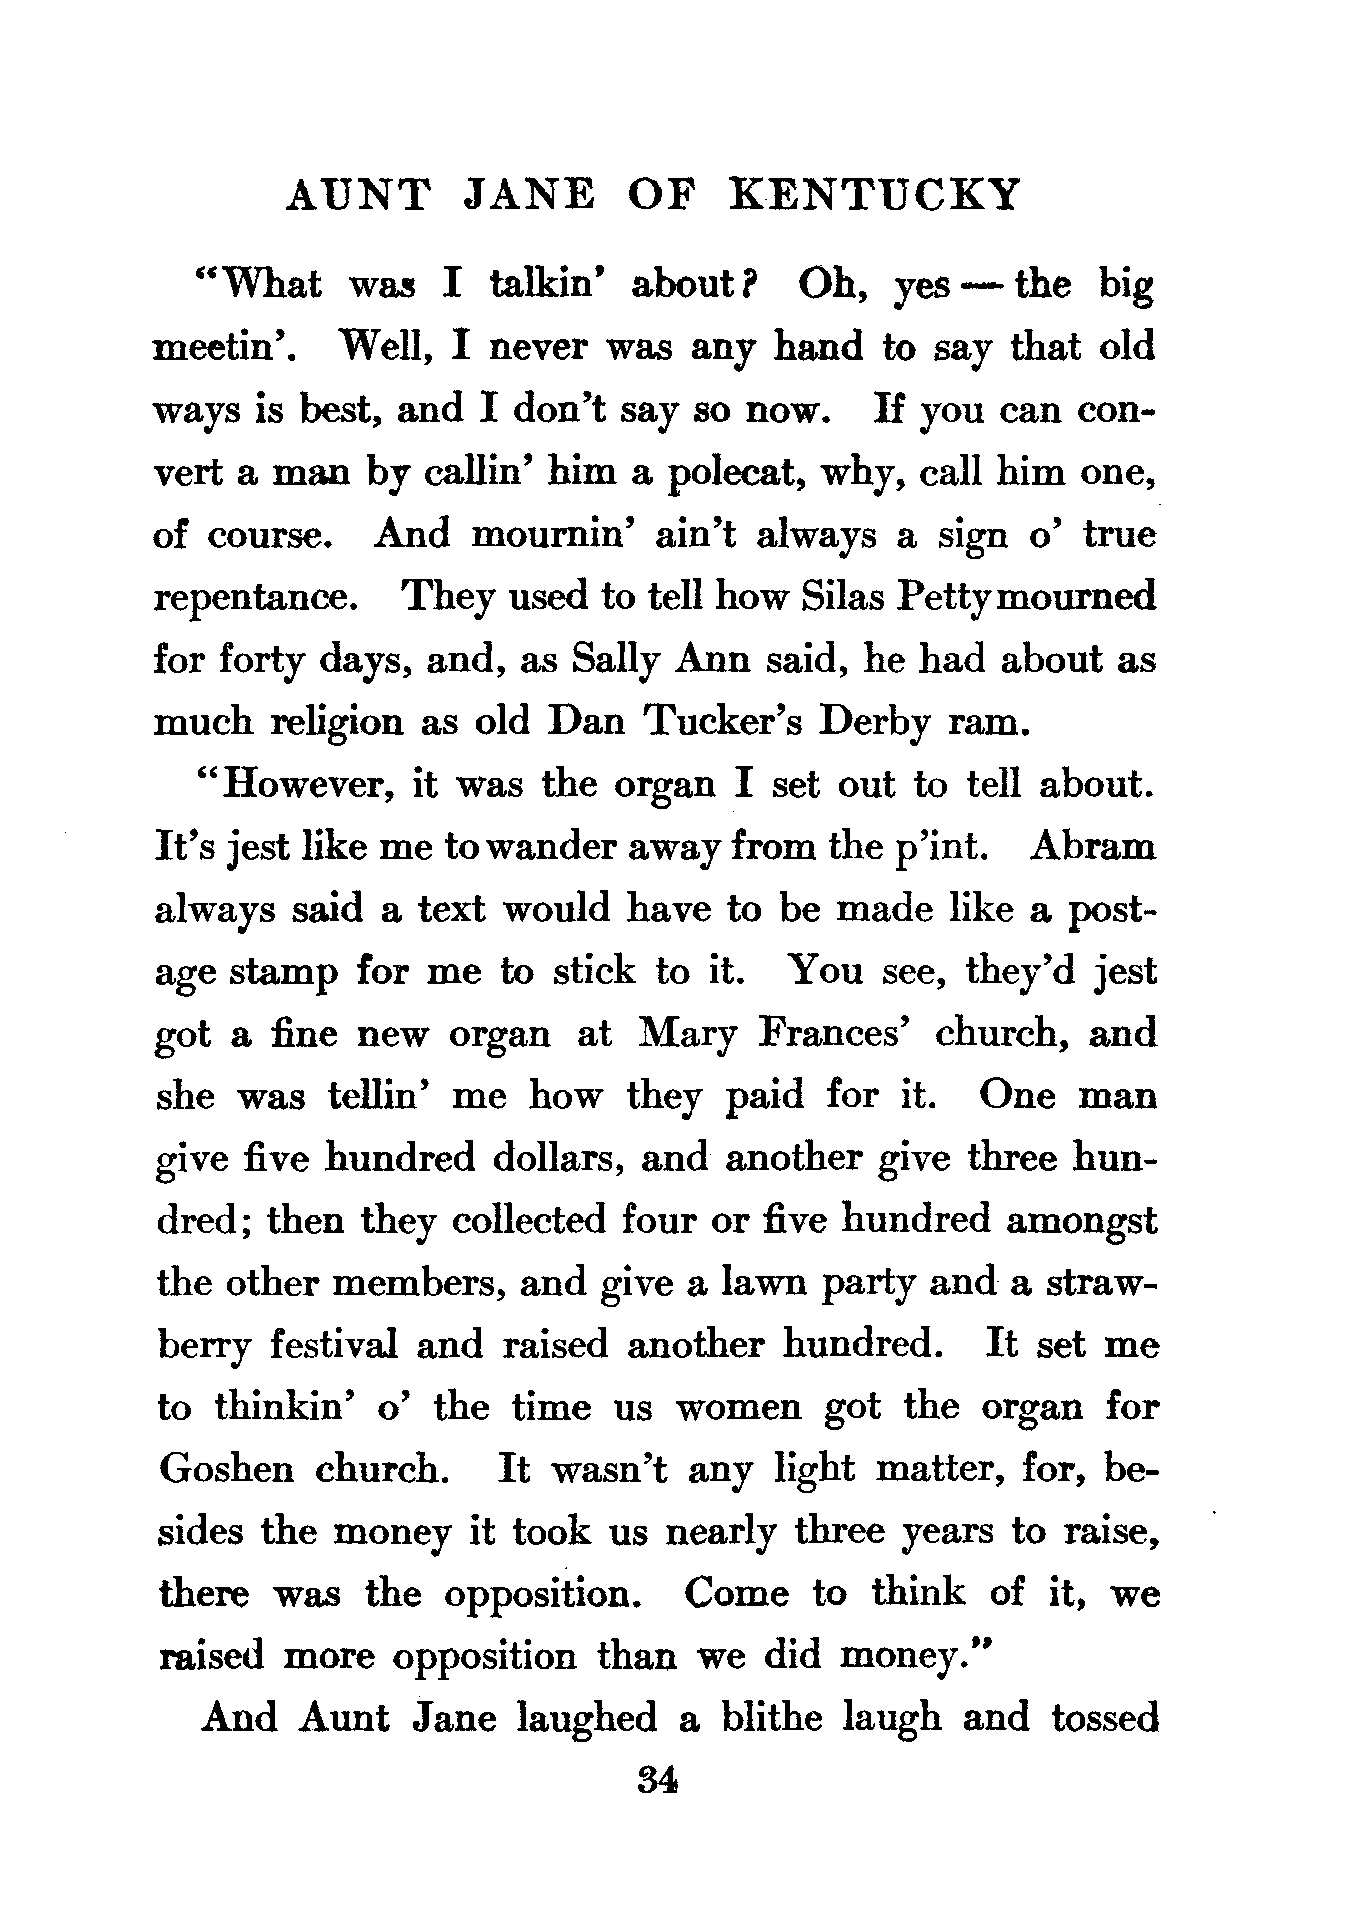 AUNT JANE OF KENTUCKY
“What was I talkin’ about? Oh, yes — the big
meetin’. Well, I never was any hand to say that old
ways is best, and I don’t say so now. If you can con-
vert a man by callin’ him a polecat, why, call him one,
of course. And mournin’ ain’t always a sign o’ true
repentance. They used to tell how Silas Petty mourned
for forty days, and, as Sally Ann said, he had about as
much religion as old Dan Tucker’s Derby ram.
“However, it was the organ I set out to tell about.
It’s jest like me to wander away from the p’int. Abram
always said a text would have to be made like a post-
age stamp for me to stick to it. You see, they’d jest
got a fine new organ at Mary Frances’ church, and
she was tellin’ me how they paid for it. One man
give five hundred dollars, and another give three hun-
dred; then they collected four or five hundred amongst
the other members, and give a lawn party and a straw-
berry festival and raised another hundred. It set me
to thinkin’ o’ the time us women got the organ for
Goshen church. It wasn’t any light matter, for, be-
sides the money it took us nearly three years to raise,
there was the opposition. Come to think of it, we
raised more opposition than we did money.”
And Aunt Jane laughed a blithe laugh and tossed
34